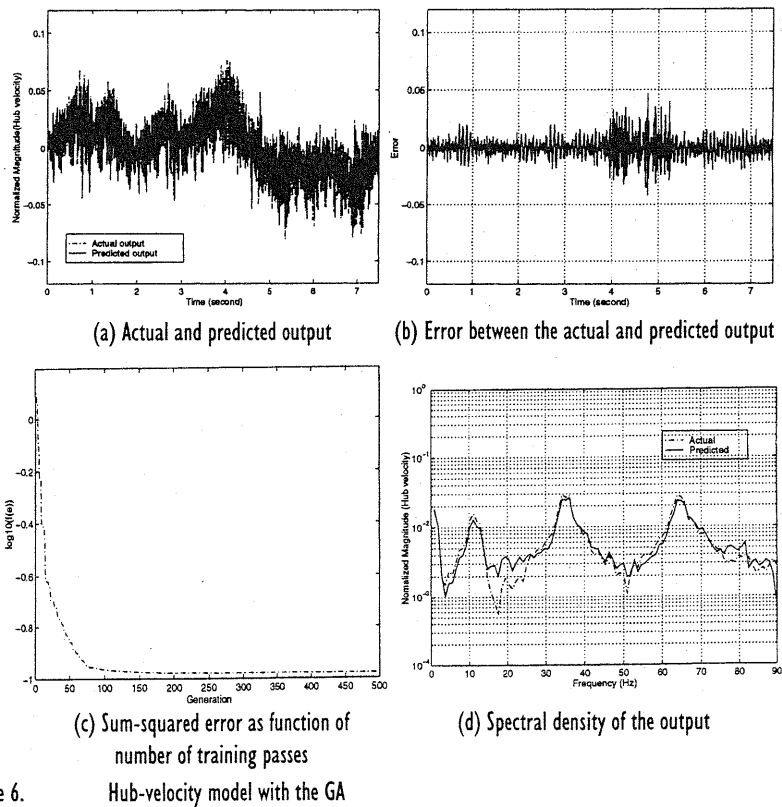 0.1
0.05
0
−0.05
−0.1
Normalized Magnitude(Hub velocity)
Actual output
Predicted output
0 1 2 3 4 5 6 7
Time (second)
(a) Actual and predicted output
0.1
0.05
0
−0.05
−0.1
Error
0 1 2 3 4 5 6 7
Time (second)
(b) Error between the actual and predicted output
0
−0.2
−0.4
−0.6
−0.8
−1
log10(f(e))
0 50 100 150 200 250 300 350 400 450 500
Generation
(c) Sum-squared error as function of
number of training passes
10⁰
10⁻¹
10⁻²
10⁻³
10⁻⁴
Nomalized Magnitude (Hub velocity)
Actual
Predicted
0 10 20 30 40 50 60 70 80 90
Frequency (Hz)
(d) Spectral density of the output
e 6. Hub-velocity model with the GA